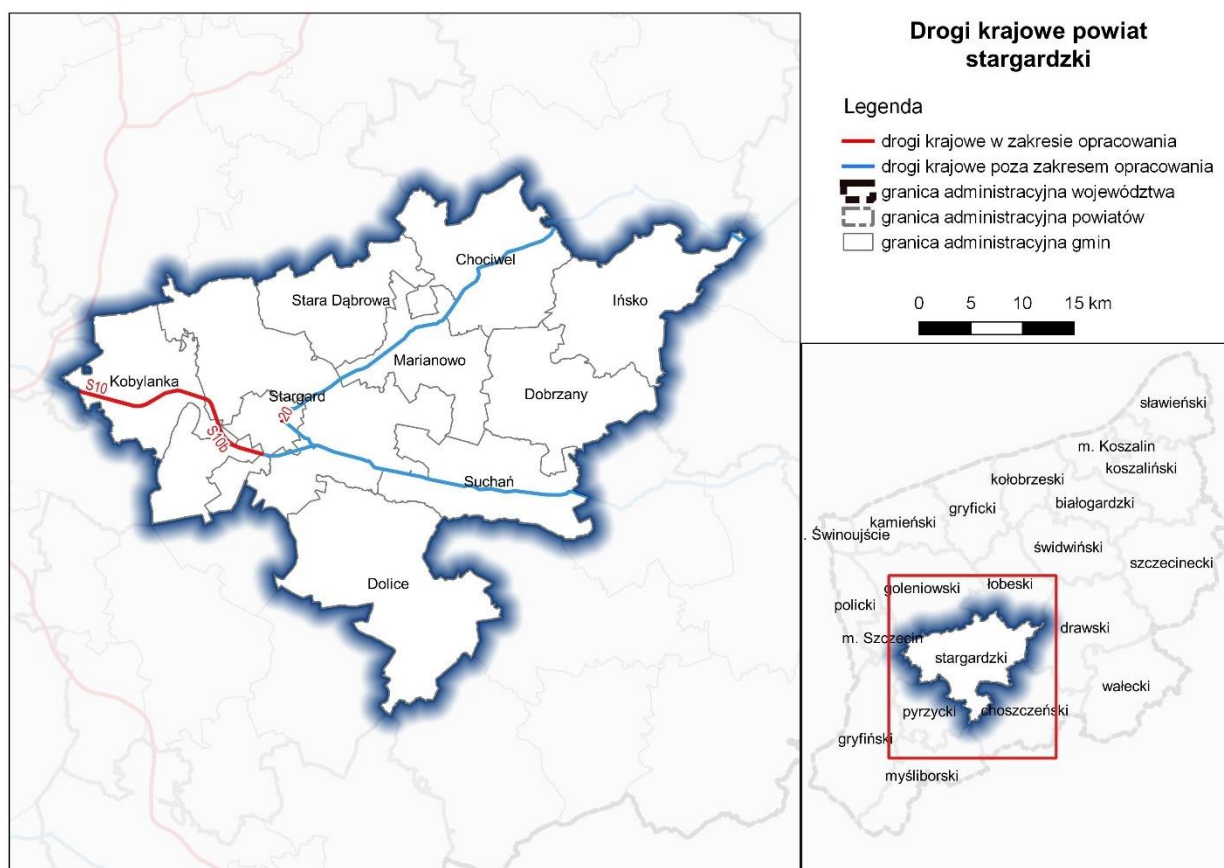 Drogi krajowe powiat
stargardzki
Legenda
drogi krajowe w zakresie opracowania
drogi krajowe poza zakresem opracowania
granica administracyjna województwa
granica administracyjna powiatów
granica administracyjna gmin
0 5 10 15 km
Chociwel
Stara Dąbrowa
Ińsko
Marianowo
Kobylanka
S10
Stargard
Dobrzany
20
S10b
Suchań
Dolice
sławieński
m. Koszalin
koszaliński
kołobrzeski
białogardzki
gryficki
kamieński
. Świnoujście
świdwiński
szczecinecki
goleniowski
łobeski
policki
drawski
m. Szczecin
stargardzki
wałecki
pyrzycki
choszczeński
gryfiński
myśliborski